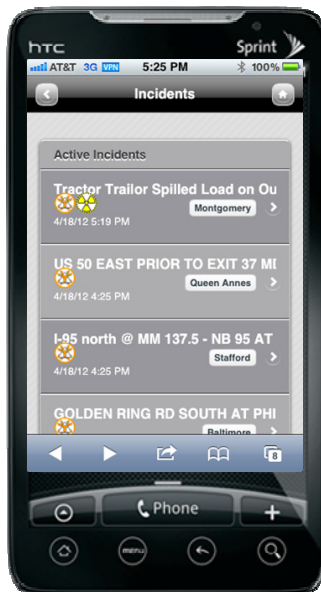 htc Sprint
AT&T 3G VPN 5:25 PM 100%
Incidents
Active Incidents
Tractor Trailor Spilled Load on Ou
Montgomery
4/18/12 5:19 PM
US 50 EAST PRIOR TO EXIT 37 MD
Queen Annes
4/18/12 4:25 PM
I-95 north @ MM 137.5 - NB 95 AT
Stafford
4/18/12 4:25 PM
GOLDEN RING RD SOUTH AT PHI
Baltimore
8
Phone
menu